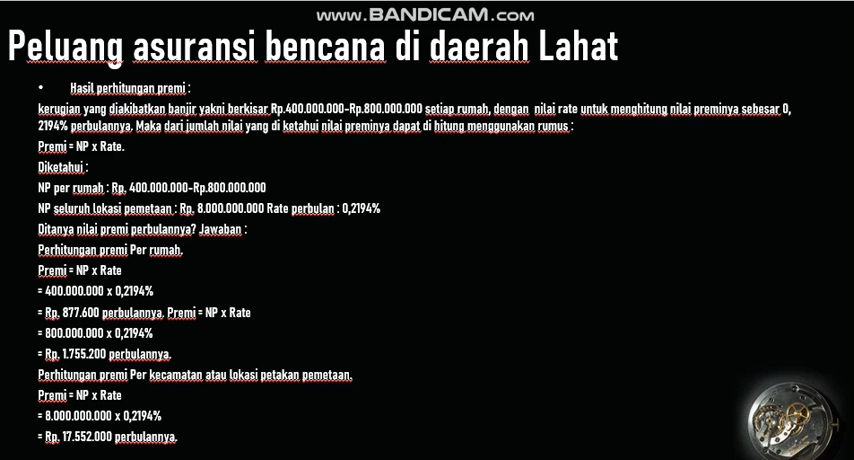 www.BANDICAM.com
Peluang asuransi bencana di daerah Lahat
• Hasil perhitungan premi :
kerugian yang diakibatkan banjir yakni berkisar Rp.400.000.000-Rp.800.000.000 setiap rumah, dengan nilai rate untuk menghitung nilai preminya sebesar 0,
2194% perbulannya. Maka dari jumlah nilai yang di ketahui nilai preminya dapat di hitung menggunakan rumus :
Premi = NP x Rate.
Diketahui :
NP per rumah : Rp. 400.000.000-Rp.800.000.000
NP seluruh lokasi pemetaan : Rp. 8.000.000.000 Rate perbulan : 0,2194%
Ditanya nilai premi perbulannya? Jawaban :
Perhitungan premi Per rumah.
Premi = NP x Rate
= 400.000.000 x 0,2194%
= Rp. 877.600 perbulannya. Premi = NP x Rate
= 800.000.000 x 0,2194%
= Rp. 1.755.200 perbulannya.
Perhitungan premi Per kecamatan atau lokasi petakan pemetaan.
Premi = NP x Rate
= 8.000.000.000 x 0,2194%
= Rp. 17.552.000 perbulannya.